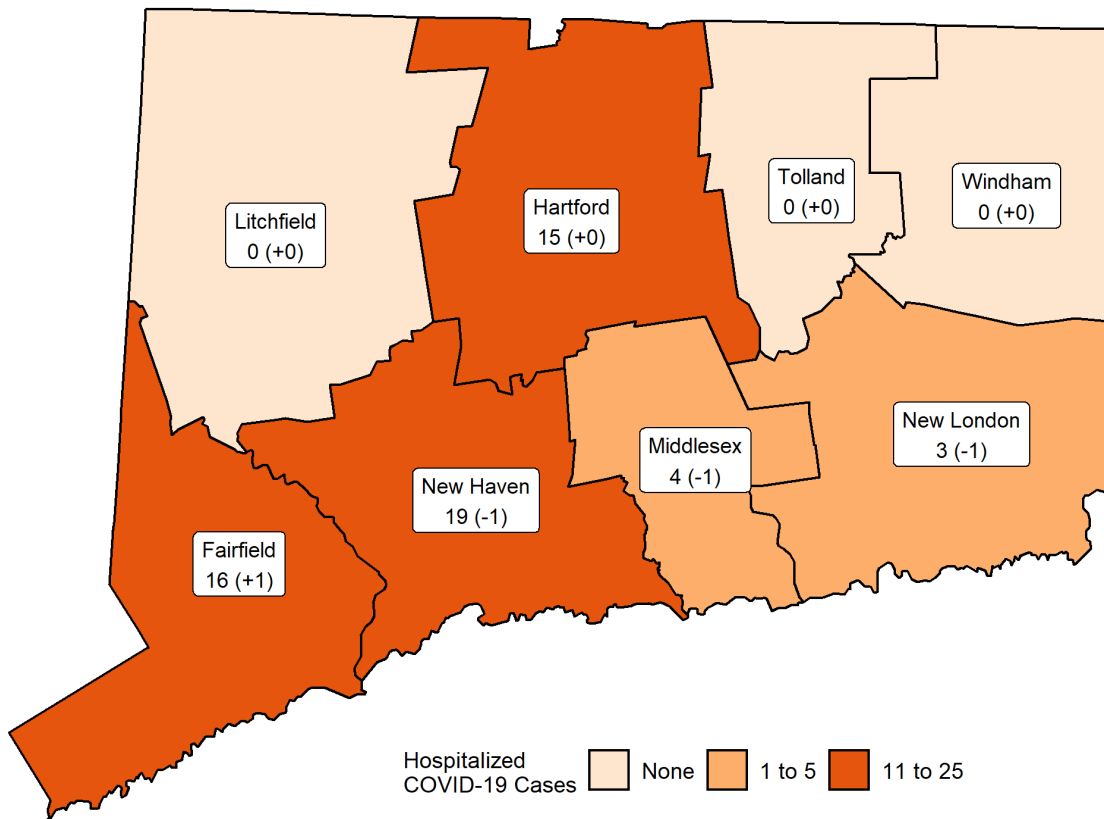 Litchfield
0 (+0)
Hartford
15 (+0)
Tolland
0 (+0)
Windham
0 (+0)
Fairfield
16 (+1)
New Haven
19 (-1)
Middlesex
4 (-1)
New London
3 (-1)
Hospitalized
COVID-19 Cases
None
1 to 5
11 to 25